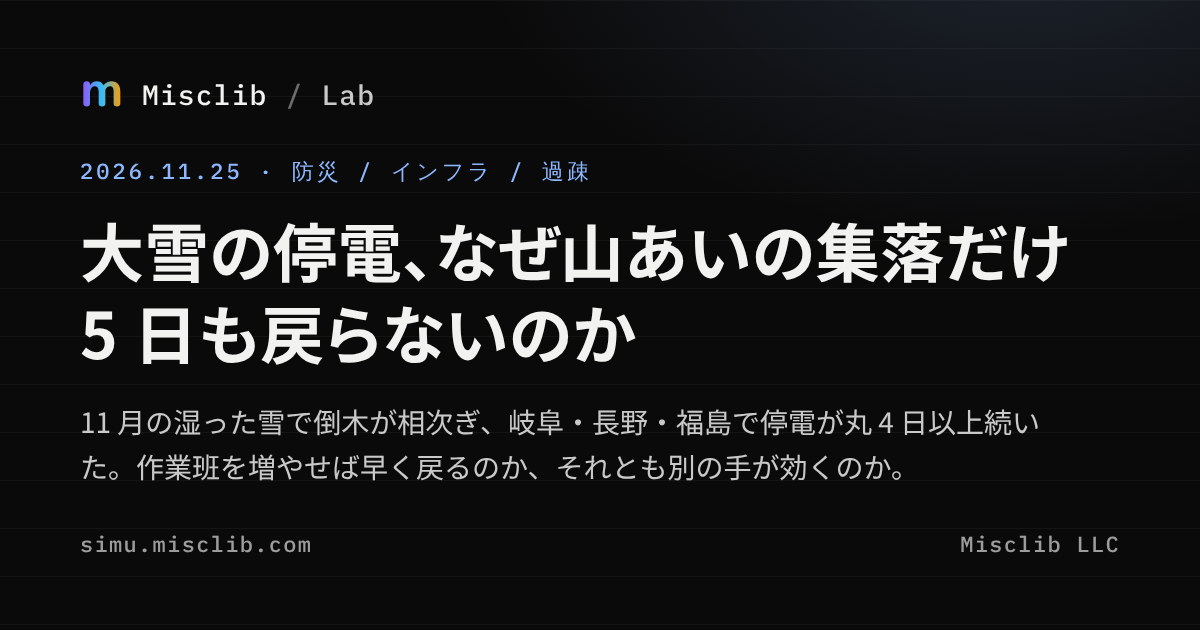 m Misclib / Lab
2026.11.25 · 防災 / インフラ / 過疎
大雪の停電、なぜ山あいの集落だけ
5 日も戻らないのか
11 月の湿った雪で倒木が相次ぎ、岐阜・長野・福島で停電が丸 4 日以上続い
た。作業班を増やせば早く戻るのか、それとも別の手が効くのか。
simu.misclib.com
Misclib LLC